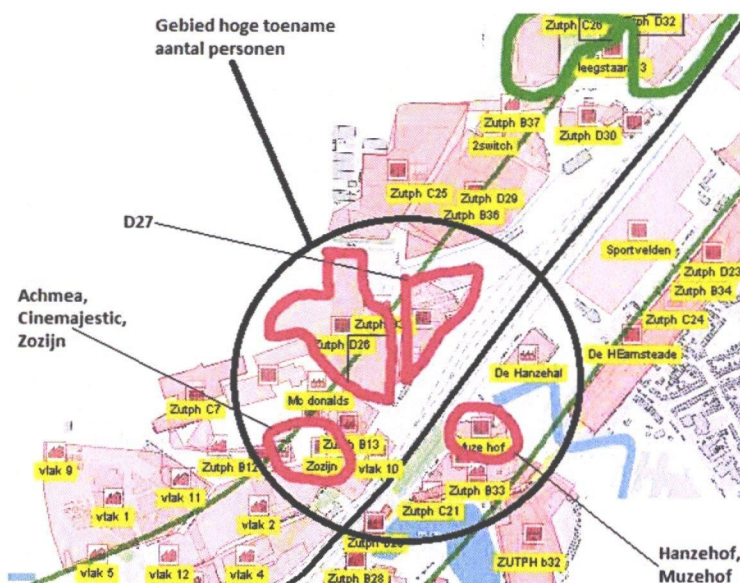 Gebied hoge toename
aantal personen
Zutph C26
Zutph D32
Zutph B37
Zutph D30
2switch
Zutph C25
Zutph D29
Zutph B36
D27
Sportvelden
Zutph D23
Zutph B34
Zutph C24
De HEamsteade
Achmea,
Cinemajestic,
Zozijn
Zutph D26
De Hanzehal
Mc donalds
Zutph C7
Zutph B13
Muze hof
Zutph B12
Zozijn
vlak 10
vlak 9
vlak 11
Zutph B33
vlak 1
vlak 2
Zutph C21
vlak 5
vlak 12
vlak 4
Zutph B28
ZUTPH b32
Hanzehof,
Muzehof